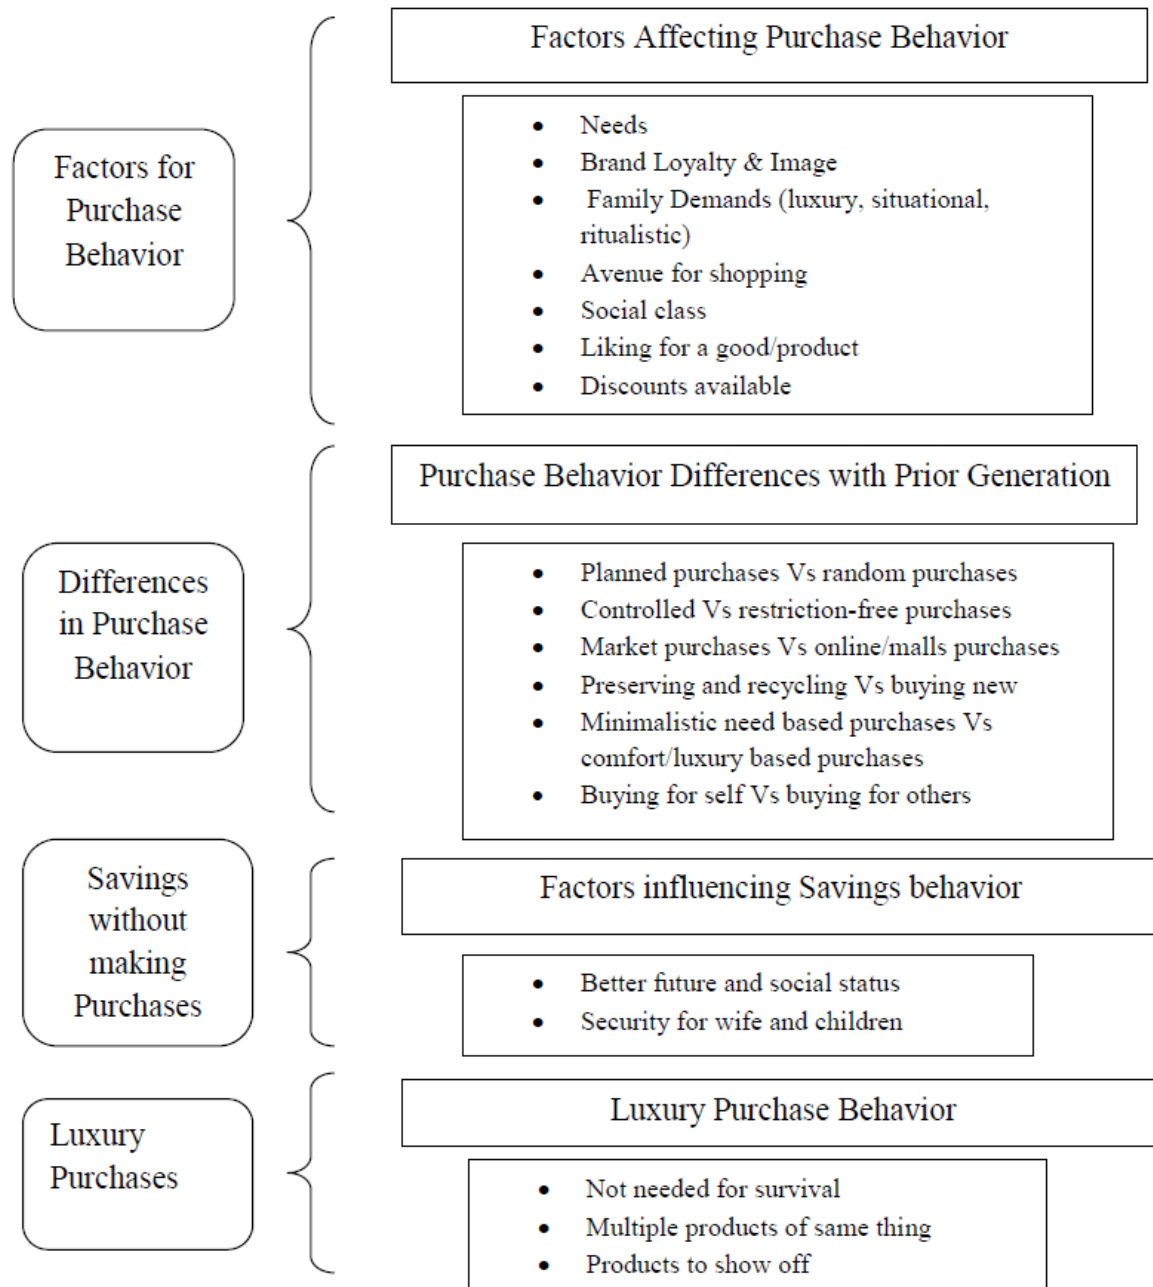 Factors Affecting Purchase Behavior
Factors for
Purchase
Behavior
• Needs
• Brand Loyalty & Image
• Family Demands (luxury, situational,
ritualistic)
• Avenue for shopping
• Social class
• Liking for a good/product
• Discounts available
Purchase Behavior Differences with Prior Generation
Differences
in Purchase
Behavior
• Planned purchases Vs random purchases
• Controlled Vs restriction-free purchases
• Market purchases Vs online/malls purchases
• Preserving and recycling Vs buying new
• Minimalistic need based purchases Vs
comfort/luxury based purchases
• Buying for self Vs buying for others
Savings
without
making
Purchases
Factors influencing Savings behavior
• Better future and social status
• Security for wife and children
Luxury
Purchases
Luxury Purchase Behavior
• Not needed for survival
• Multiple products of same thing
• Products to show off